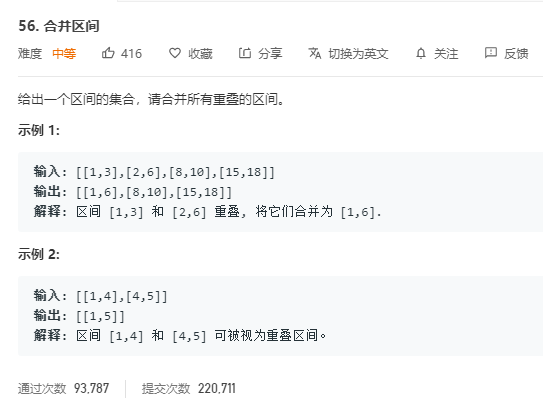 56. 合并区间
难度 中等 416 收藏 分享 切换为英文 关注 反馈
给出一个区间的集合，请合并所有重叠的区间。
示例 1:
输入: [[1,3],[2,6],[8,10],[15,18]]
输出: [[1,6],[8,10],[15,18]]
解释: 区间 [1,3] 和 [2,6] 重叠, 将它们合并为 [1,6].
示例 2:
输入: [[1,4],[4,5]]
输出: [[1,5]]
解释: 区间 [1,4] 和 [4,5] 可被视为重叠区间。
通过次数 93,787 提交次数 220,711